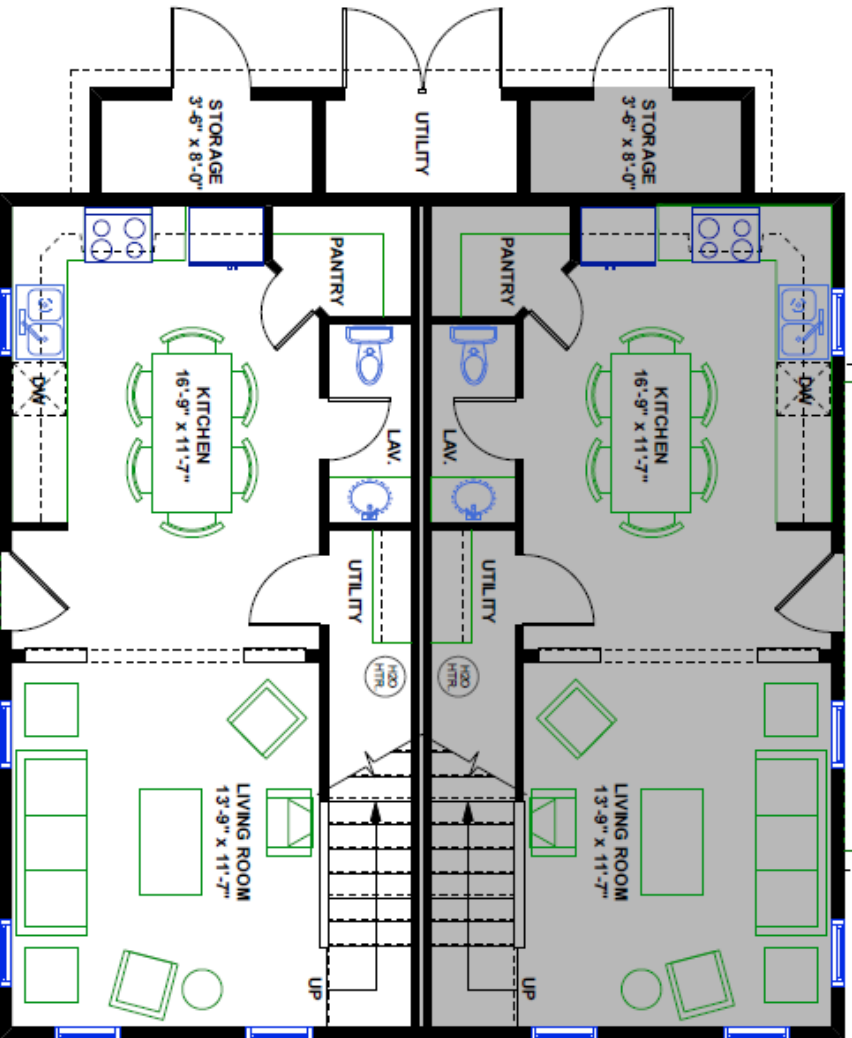 STORAGE
3'-6" x 8'-0"
UTILITY
STORAGE
3'-6" x 8'-0"
PANTRY
PANTRY
DW
KITCHEN
16'-9" x 11'-7"
LAV.
LAV.
KITCHEN
16'-9" x 11'-7"
DW
UTILITY
UTILITY
H2O
HTR.
H2O
HTR.
LIVING ROOM
13'-9" x 11'-7"
LIVING ROOM
13'-9" x 11'-7"
UP
UP